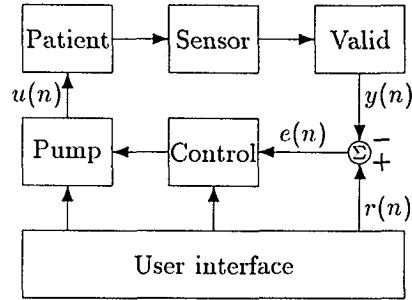 Patient Sensor Valid
u(n) y(n)
e(n) −
Pump Control Σ +
r(n)
User interface